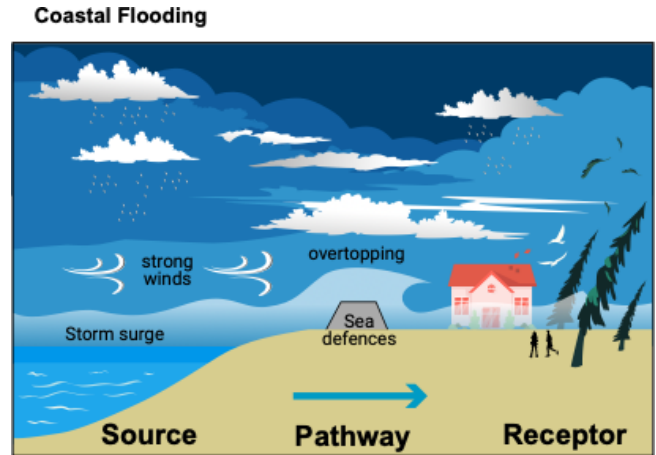 Coastal Flooding
strong
winds
overtopping
Storm surge
Sea
defences
Source
Pathway
Receptor